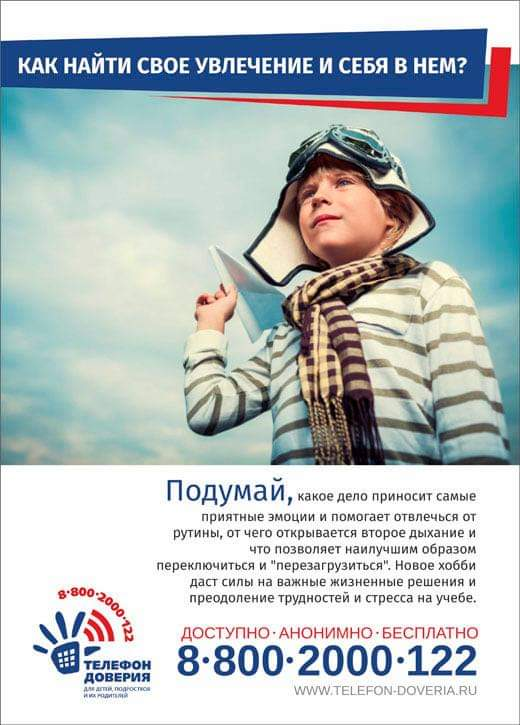 КАК НАЙТИ СВОЕ УВЛЕЧЕНИЕ И СЕБЯ В НЕМ?
Подумай, какое дело приносит самые
приятные эмоции и помогает отвлечься от
рутины, от чего открывается второе дыхание и
что позволяет наилучшим образом
переключиться и "перезагрузиться". Новое хобби
даст силы на важные жизненные решения и
преодоление трудностей и стресса на учебе.
8·800·2000·122
ТЕЛЕФОН
ДОВЕРИЯ
ДЛЯ ДЕТЕЙ, ПОДРОСТКОВ
И ИХ РОДИТЕЛЕЙ
ДОСТУПНО·АНОНИМНО·БЕСПЛАТНО
8·800·2000·122
WWW.TELEFON-DOVERIA.RU